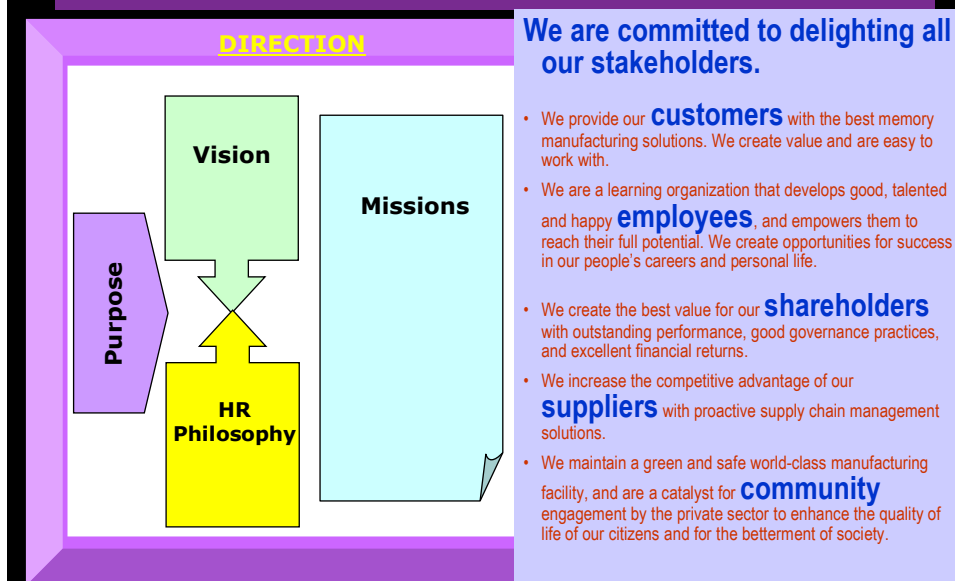 DIRECTION
Vision
Missions
Purpose
HR
Philosophy
We are committed to delighting all
our stakeholders.
• We provide our customers with the best memory
manufacturing solutions. We create value and are easy to
work with.
• We are a learning organization that develops good, talented
and happy employees, and empowers them to
reach their full potential. We create opportunities for success
in our people's careers and personal life.
• We create the best value for our shareholders
with outstanding performance, good governance practices,
and excellent financial returns.
• We increase the competitive advantage of our
suppliers with proactive supply chain management
solutions.
• We maintain a green and safe world-class manufacturing
facility, and are a catalyst for community
engagement by the private sector to enhance the quality of
life of our citizens and for the betterment of society.